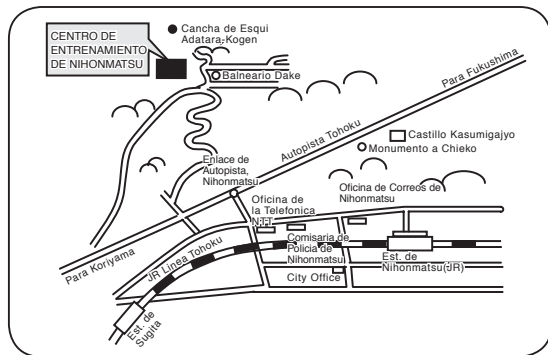 CENTRO DE
ENTRENAMIENTO
DE NIHONMATSU
Cancha de Esqui
Adatara-Kogen
Balneario Dake
Para Fukushima
Autopista Tohoku
Castillo Kasumigajyo
Monumento a Chieko
Enlace de
Autopista,
Nihonmatsu
Oficina de
la Telefonica
NTT
Oficina de Correos de
Nihonmatsu
Comisaria de
Policia de
Nihonmatsu
Est. de
Nihonmatsu(JR)
City Office
JR Linea Tohoku
Para Koriyama
Est. de
Sugita